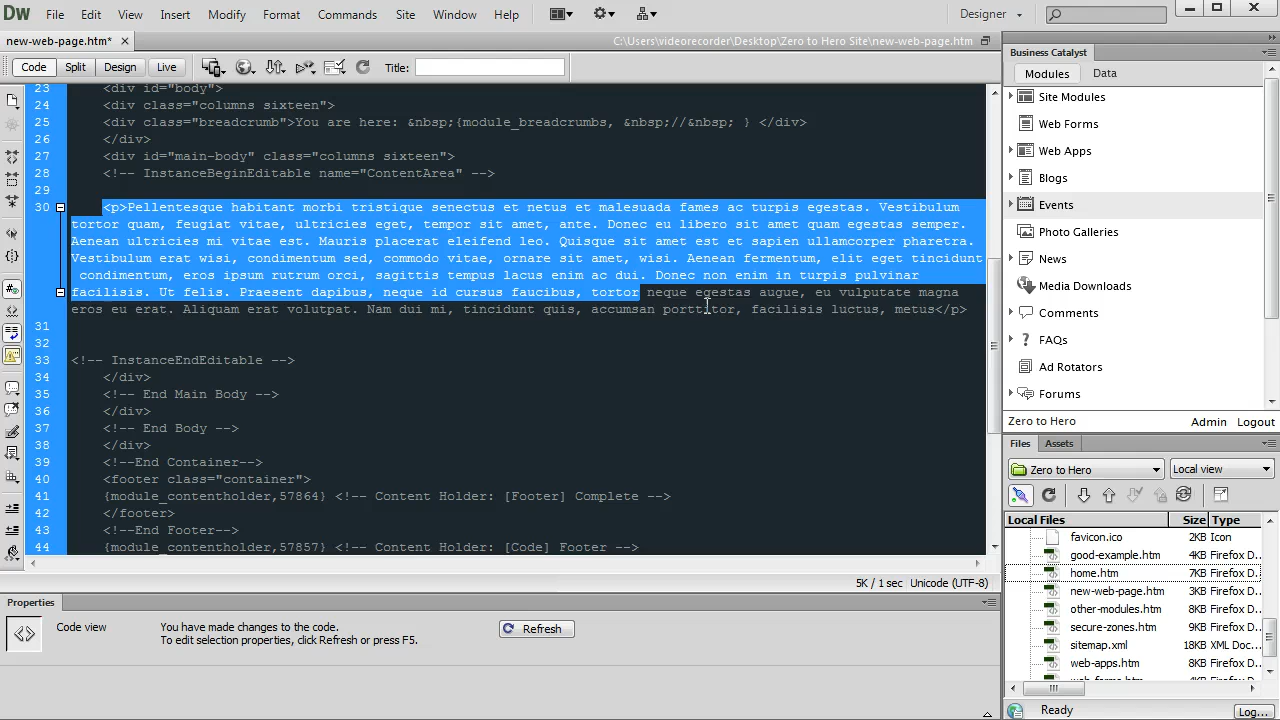 Dw File Edit View Insert Modify Format Commands Site Window Help Designer
new-web-page.htm* × C:\Users\videorecorder\Desktop\Zero to Hero Site\new-web-page.htm
Code Split Design Live Title:
23 <div id="body">
24 <div class="columns sixteen">
25 <div class="breadcrumb">You are here: &nbsp;{module_breadcrumbs, &nbsp;//&nbsp; } </div>
26 </div>
27 <div id="main-body" class="columns sixteen">
28 <!-- InstanceBeginEditable name="ContentArea" -->
29
30 <p>Pellentesque habitant morbi tristique senectus et netus et malesuada fames ac turpis egestas. Vestibulum
tortor quam, feugiat vitae, ultricies eget, tempor sit amet, ante. Donec eu libero sit amet quam egestas semper.
Aenean ultricies mi vitae est. Mauris placerat eleifend leo. Quisque sit amet est et sapien ullamcorper pharetra.
Vestibulum erat wisi, condimentum sed, commodo vitae, ornare sit amet, wisi. Aenean fermentum, elit eget tincidunt
condimentum, eros ipsum rutrum orci, sagittis tempus lacus enim ac dui. Donec non enim in turpis pulvinar
facilisis. Ut felis. Praesent dapibus, neque id cursus faucibus, tortor neque egestas augue, eu vulputate magna
eros eu erat. Aliquam erat volutpat. Nam dui mi, tincidunt quis, accumsan porttitor, facilisis luctus, metus</p>
31
32
33 <!-- InstanceEndEditable -->
34 </div>
35 <!-- End Main Body -->
36 </div>
37 <!-- End Body -->
38 </div>
39 <!--End Container-->
40 <footer class="container">
41 {module_contentholder,57864} <!-- Content Holder: [Footer] Complete -->
42 </footer>
43 <!--End Footer-->
44 {module_contentholder,57857} <!-- Content Holder: [Code] Footer -->
5K / 1 sec Unicode (UTF-8)
Properties
Code view You have made changes to the code. Refresh
To edit selection properties, click Refresh or press F5.
Business Catalyst
Modules Data
Site Modules
Web Forms
Web Apps
Blogs
Events
Photo Galleries
News
Media Downloads
Comments
? FAQs
Ad Rotators
Forums
Zero to Hero Admin Logout
Files Assets
Zero to Hero Local view
Local Files Size Type
favicon.ico 2KB Icon
good-example.htm 4KB Firefox D..
home.htm 7KB Firefox D..
new-web-page.htm 3KB Firefox D..
other-modules.htm 8KB Firefox D..
secure-zones.htm 9KB Firefox D..
sitemap.xml 18KB XML Doc...
web-apps.htm 8KB Firefox D..
web-forms.htm 4KB Firefox D..
Ready Log...